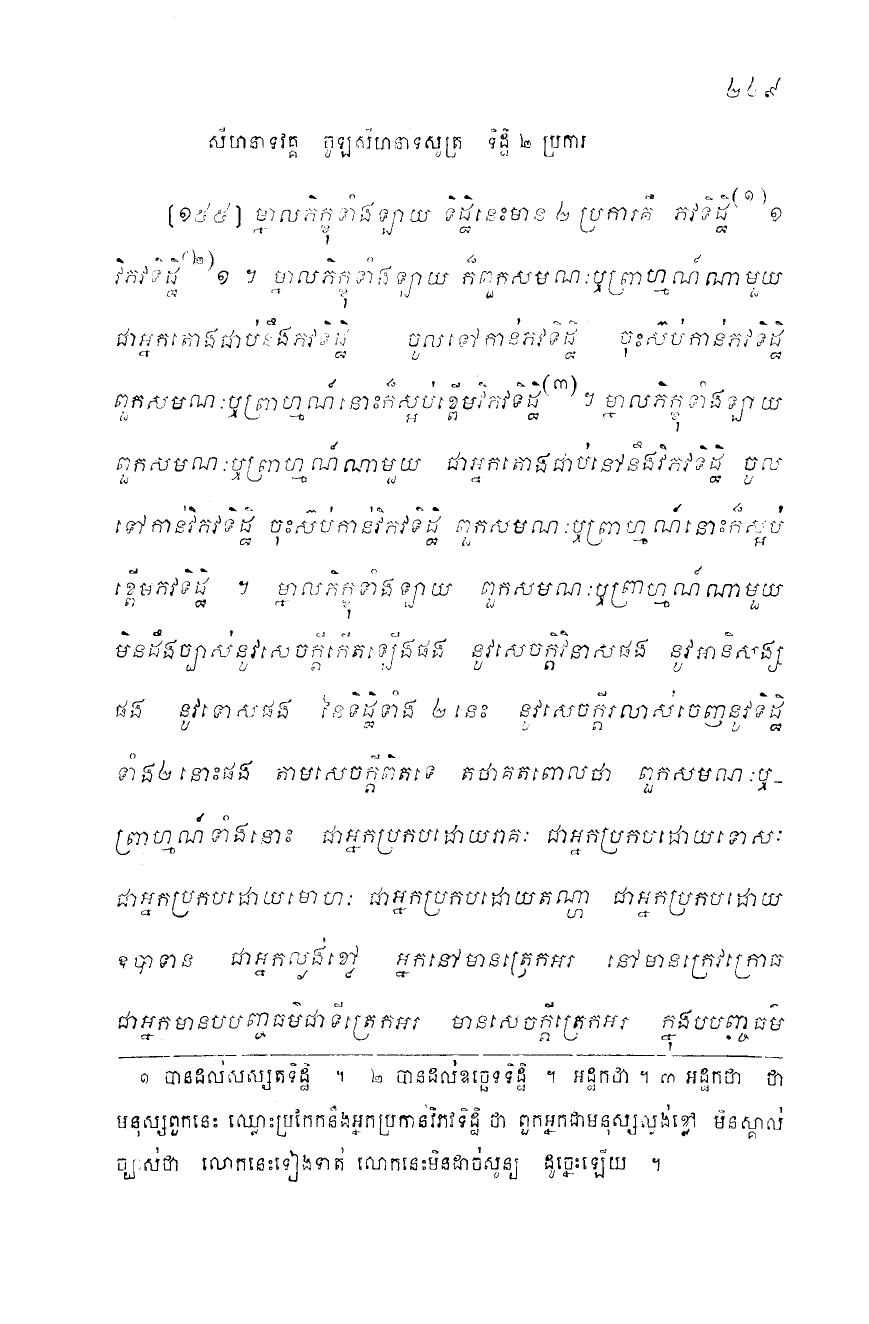 ២៤៩
សីហនាទវគ្គ ចូឡសីហនាទសូត្រ ទិដ្ឋិ ២ ប្រការ
[១៥៥] ម្នាលភិក្ខុទាំងឡាយ ទិដ្ឋិនេះមាន ២ ប្រការគឺ ភវទិដ្ឋិ(១)១
វិភវទិដ្ឋិ(២)១ ។ ម្នាលភិក្ខុទាំងឡាយ ក៏ពួកសមណៈឬព្រាហ្មណ៍ណាមួយ
ជាអ្នកតោងជាប់នឹងភវទិដ្ឋិ ចូលទៅកាន់ភវទិដ្ឋិ ចុះស៊ប់កាន់ភវទិដ្ឋិ
ពួកសមណៈឬព្រាហ្មណ៍នោះក៏ស្អប់ខ្ពើមវិភវទិដ្ឋិ(៣) ។ ម្នាលភិក្ខុទាំងឡាយ
ពួកសមណៈឬព្រាហ្មណ៍ណាមួយ ជាអ្នកតោងជាប់នៅនឹងវិភវទិដ្ឋិ ចូល
ទៅកាន់វិភវទិដ្ឋិ ចុះស៊ប់កាន់វិភវទិដ្ឋិ ពួកសមណៈឬព្រាហ្មណ៍នោះក៏ស្អប់
ខ្ពើមភវទិដ្ឋិ ។ ម្នាលភិក្ខុទាំងឡាយ ពួកសមណៈឬព្រាហ្មណ៍ណាមួយ
មិនដឹងច្បាស់នូវសេចក្តីកើតឡើងផង នូវសេចក្តីវិនាសផង នូវអានិសង្ស
ផង នូវទោសផង នៃទិដ្ឋិទាំង ២ នេះ នូវសេចក្តីរលាស់ចេញនូវទិដ្ឋិ
ទាំង២នោះផង តាមសេចក្តីពិតទេ តថាគតពោលថា ពួកសមណៈឬ-
ព្រាហ្មណ៍ទាំងនោះ ជាអ្នកប្រកបដោយរាគៈ ជាអ្នកប្រកបដោយទោសៈ
ជាអ្នកប្រកបដោយមោហៈ ជាអ្នកប្រកបដោយតណ្ហា ជាអ្នកប្រកបដោយ
ឧបាទាន ជាអ្នកល្ងង់ខ្លៅ អ្នកនៅមានត្រេកអរ នៅមានក្រេវក្រោធ
ជាអ្នកមានបបញ្ចធម៌ជាទីត្រេកអរ មានសេចក្តីត្រេកអរ ក្នុងបបញ្ចធម៌
១ បានដល់សស្សតទិដ្ឋិ ។ ២ បានដល់ឧច្ឆេទទិដ្ឋិ ។ អដ្ឋកថា ។ ៣ អដ្ឋកថា ថា
មនុស្សពួកនេះ ឈ្លោះប្រកែកនឹងអ្នកប្រកាន់វិភវទិដ្ឋិ ថា ពួកអ្នកជាមនុស្សល្ងង់ខ្លៅ មិនស្គាល់
ច្បាស់ថា លោកនេះទៀងទាត់ លោកនេះមិនដាច់សូន្យ ដូច្នេះឡើយ ។